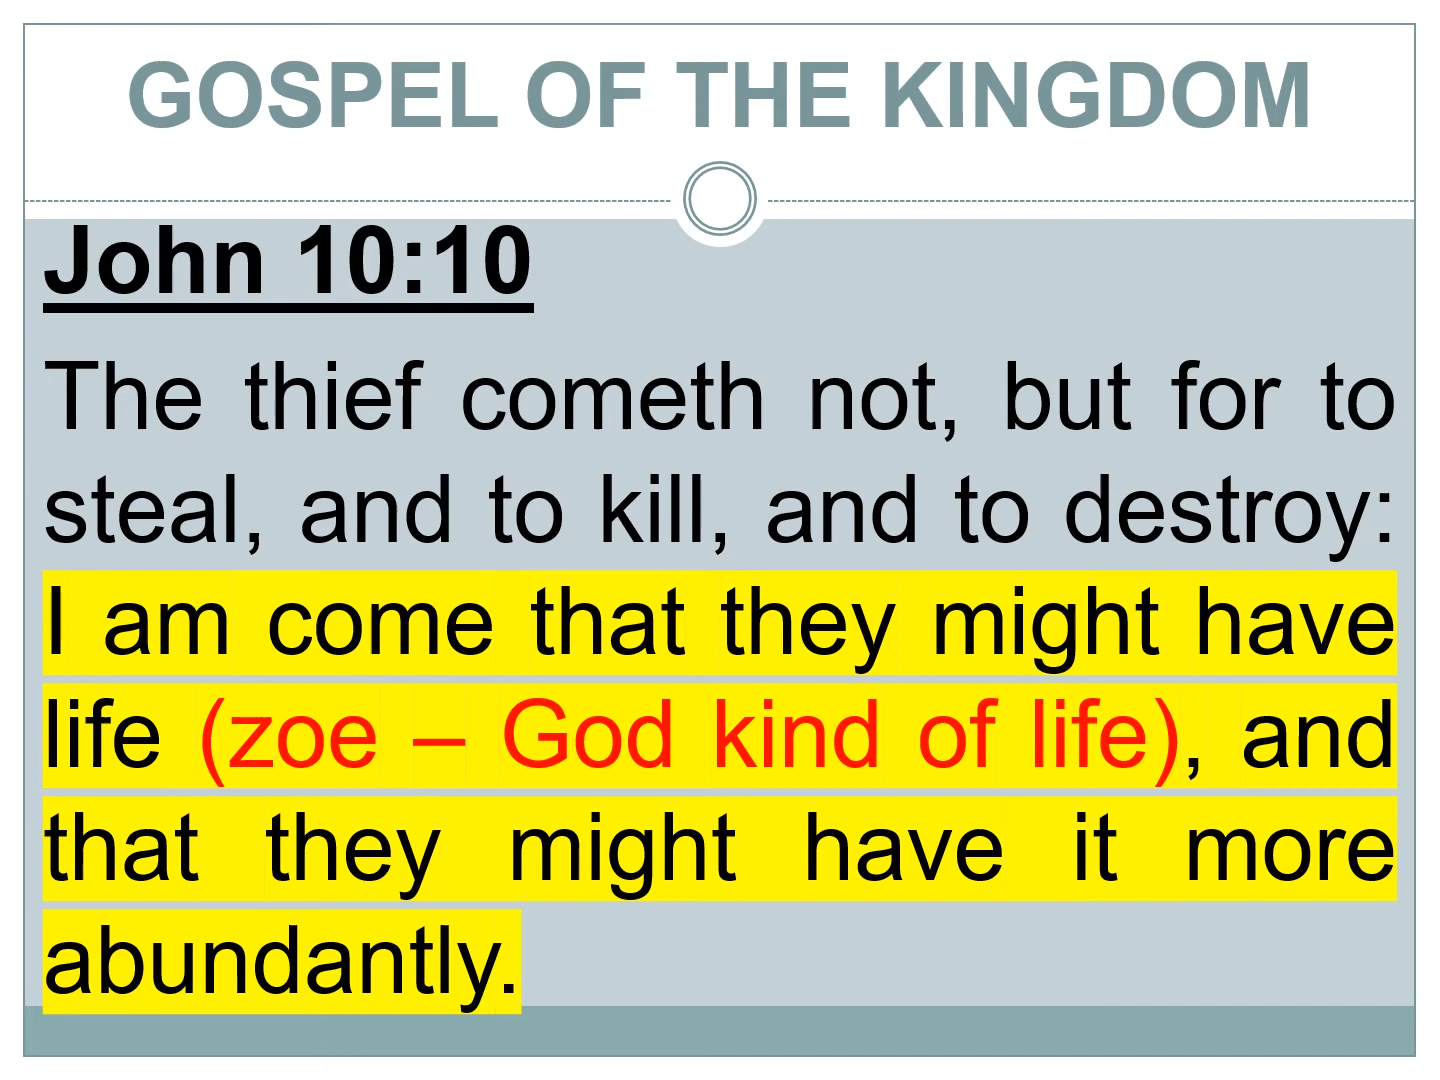 GOSPEL OF THE KINGDOM
John 10:10
The thief cometh not, but for to
steal, and to kill, and to destroy:
I am come that they might have
life (zoe – God kind of life), and
that they might have it more
abundantly.